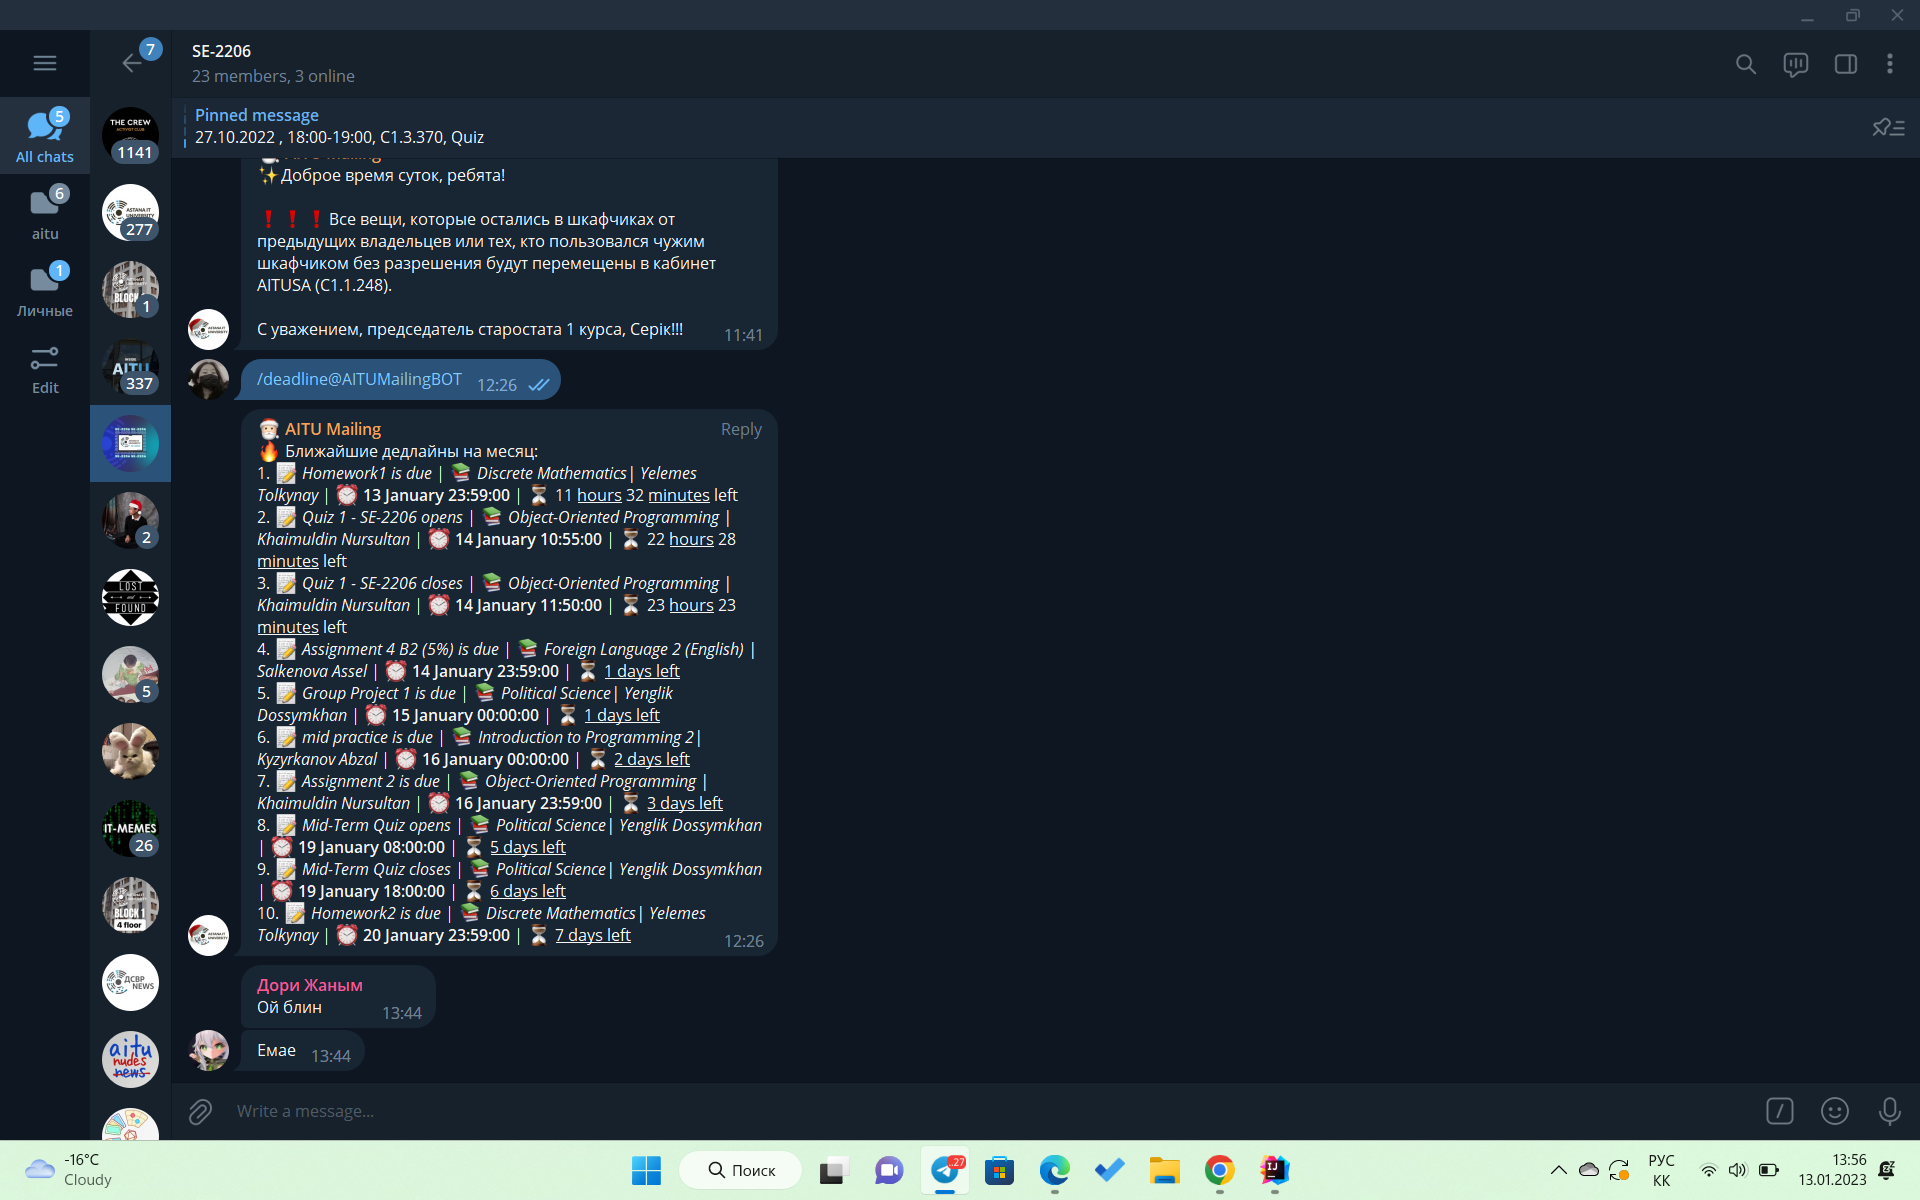 7
SE-2206
23 members, 3 online
Pinned message
27.10.2022 , 18:00-19:00, C1.3.370, Quiz
5
All chats
6
aitu
1
Личные
Edit
THE CREW
1141
ASTANA IT
UNIVERSITY
277
BLOCK
1
AITU
337
2
LOST
and
FOUND
5
IT-MEMES
26
BLOCK 1
4 floor
ДСВР
NEWS
aitu
nudes
news
✨Доброе время суток, ребята!
❗❗❗Все вещи, которые остались в шкафчиках от
предыдущих владельцев или тех, кто пользовался чужим
шкафчиком без разрешения будут перемещены в кабинет
AITUSA (C1.1.248).
С уважением, председатель старостата 1 курса, Серік!!!
11:41
/deadline@AITUMailingBOT 12:26
🎅 AITU Mailing Reply
🔥 Ближайшие дедлайны на месяц:
1. 📝 Homework1 is due | 📚 Discrete Mathematics| Yelemes
Tolkynay | ⏰ 13 January 23:59:00 | ⏳ 11 hours 32 minutes left
2. 📝 Quiz 1 - SE-2206 opens | 📚 Object-Oriented Programming |
Khaimuldin Nursultan | ⏰ 14 January 10:55:00 | ⏳ 22 hours 28
minutes left
3. 📝 Quiz 1 - SE-2206 closes | 📚 Object-Oriented Programming |
Khaimuldin Nursultan | ⏰ 14 January 11:50:00 | ⏳ 23 hours 23
minutes left
4. 📝 Assignment 4 B2 (5%) is due | 📚 Foreign Language 2 (English) |
Salkenova Assel | ⏰ 14 January 23:59:00 | ⏳ 1 days left
5. 📝 Group Project 1 is due | 📚 Political Science| Yenglik
Dossymkhan | ⏰ 15 January 00:00:00 | ⏳ 1 days left
6. 📝 mid practice is due | 📚 Introduction to Programming 2|
Kyzyrkanov Abzal | ⏰ 16 January 00:00:00 | ⏳ 2 days left
7. 📝 Assignment 2 is due | 📚 Object-Oriented Programming |
Khaimuldin Nursultan | ⏰ 16 January 23:59:00 | ⏳ 3 days left
8. 📝 Mid-Term Quiz opens | 📚 Political Science| Yenglik Dossymkhan
| ⏰ 19 January 08:00:00 | ⏳ 5 days left
9. 📝 Mid-Term Quiz closes | 📚 Political Science| Yenglik Dossymkhan
| ⏰ 19 January 18:00:00 | ⏳ 6 days left
10. 📝 Homework2 is due | 📚 Discrete Mathematics| Yelemes
Tolkynay | ⏰ 20 January 23:59:00 | ⏳ 7 days left
12:26
Дори Жаным
Ой блин 13:44
Емае 13:44
Write a message...
-16°C
Cloudy
Поиск
..27
IJ
РУС
КК
13:56
13.01.2023